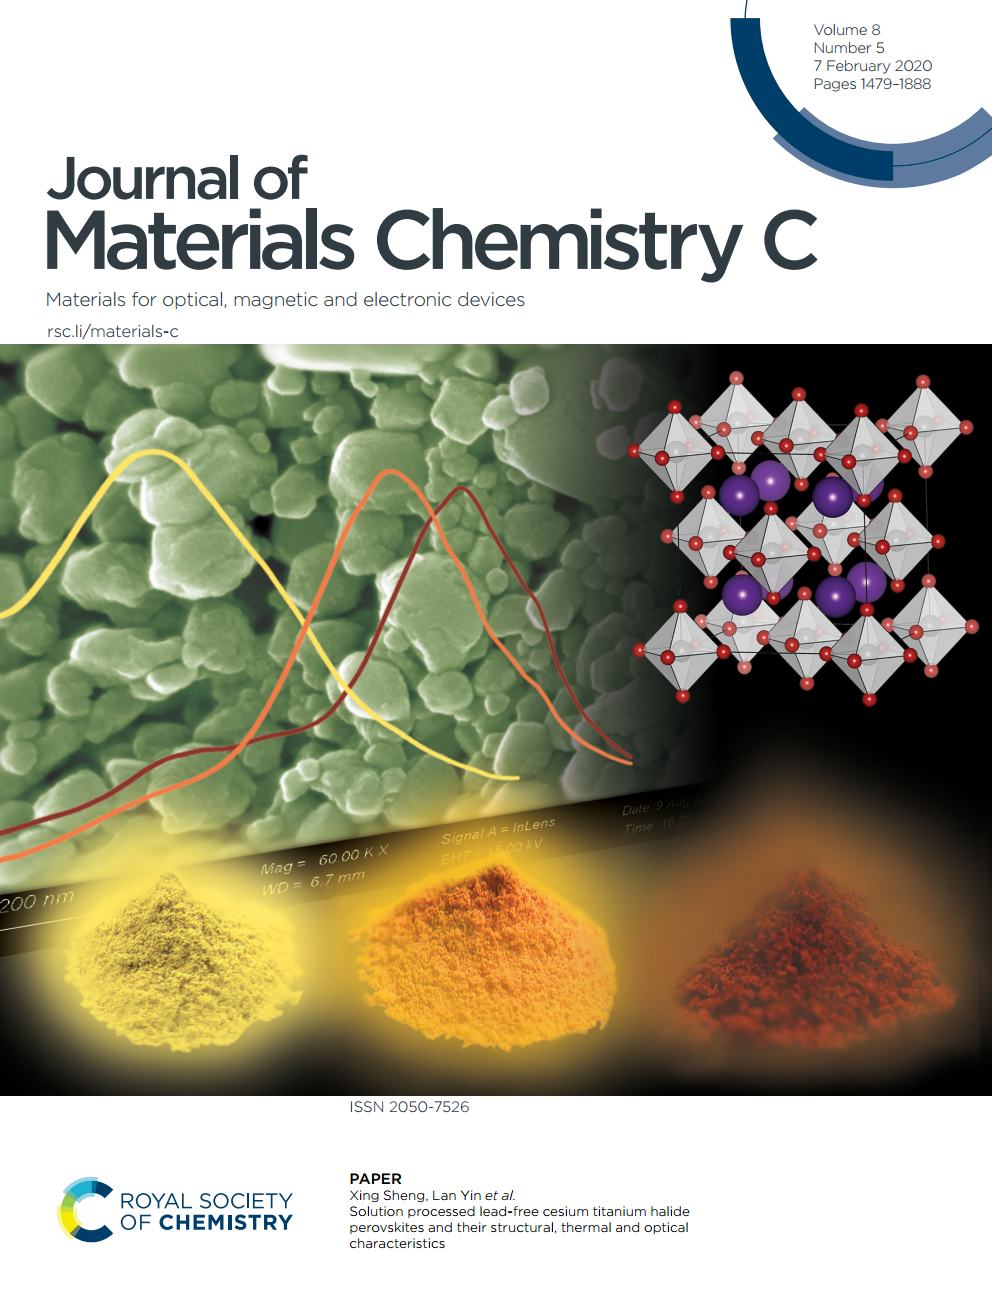 Volume 8
Number 5
7 February 2020
Pages 1479–1888
Journal of
Materials Chemistry C
Materials for optical, magnetic and electronic devices
rsc.li/materials-c
200 nm
Mag = 60.00 K X
WD = 6.7 mm
Signal A = InLens
EHT = 15.00 kV
Date :9 Aug
Time :16:29
ISSN 2050-7526
ROYAL SOCIETY
OF CHEMISTRY
PAPER
Xing Sheng, Lan Yin et al.
Solution processed lead-free cesium titanium halide
perovskites and their structural, thermal and optical
characteristics